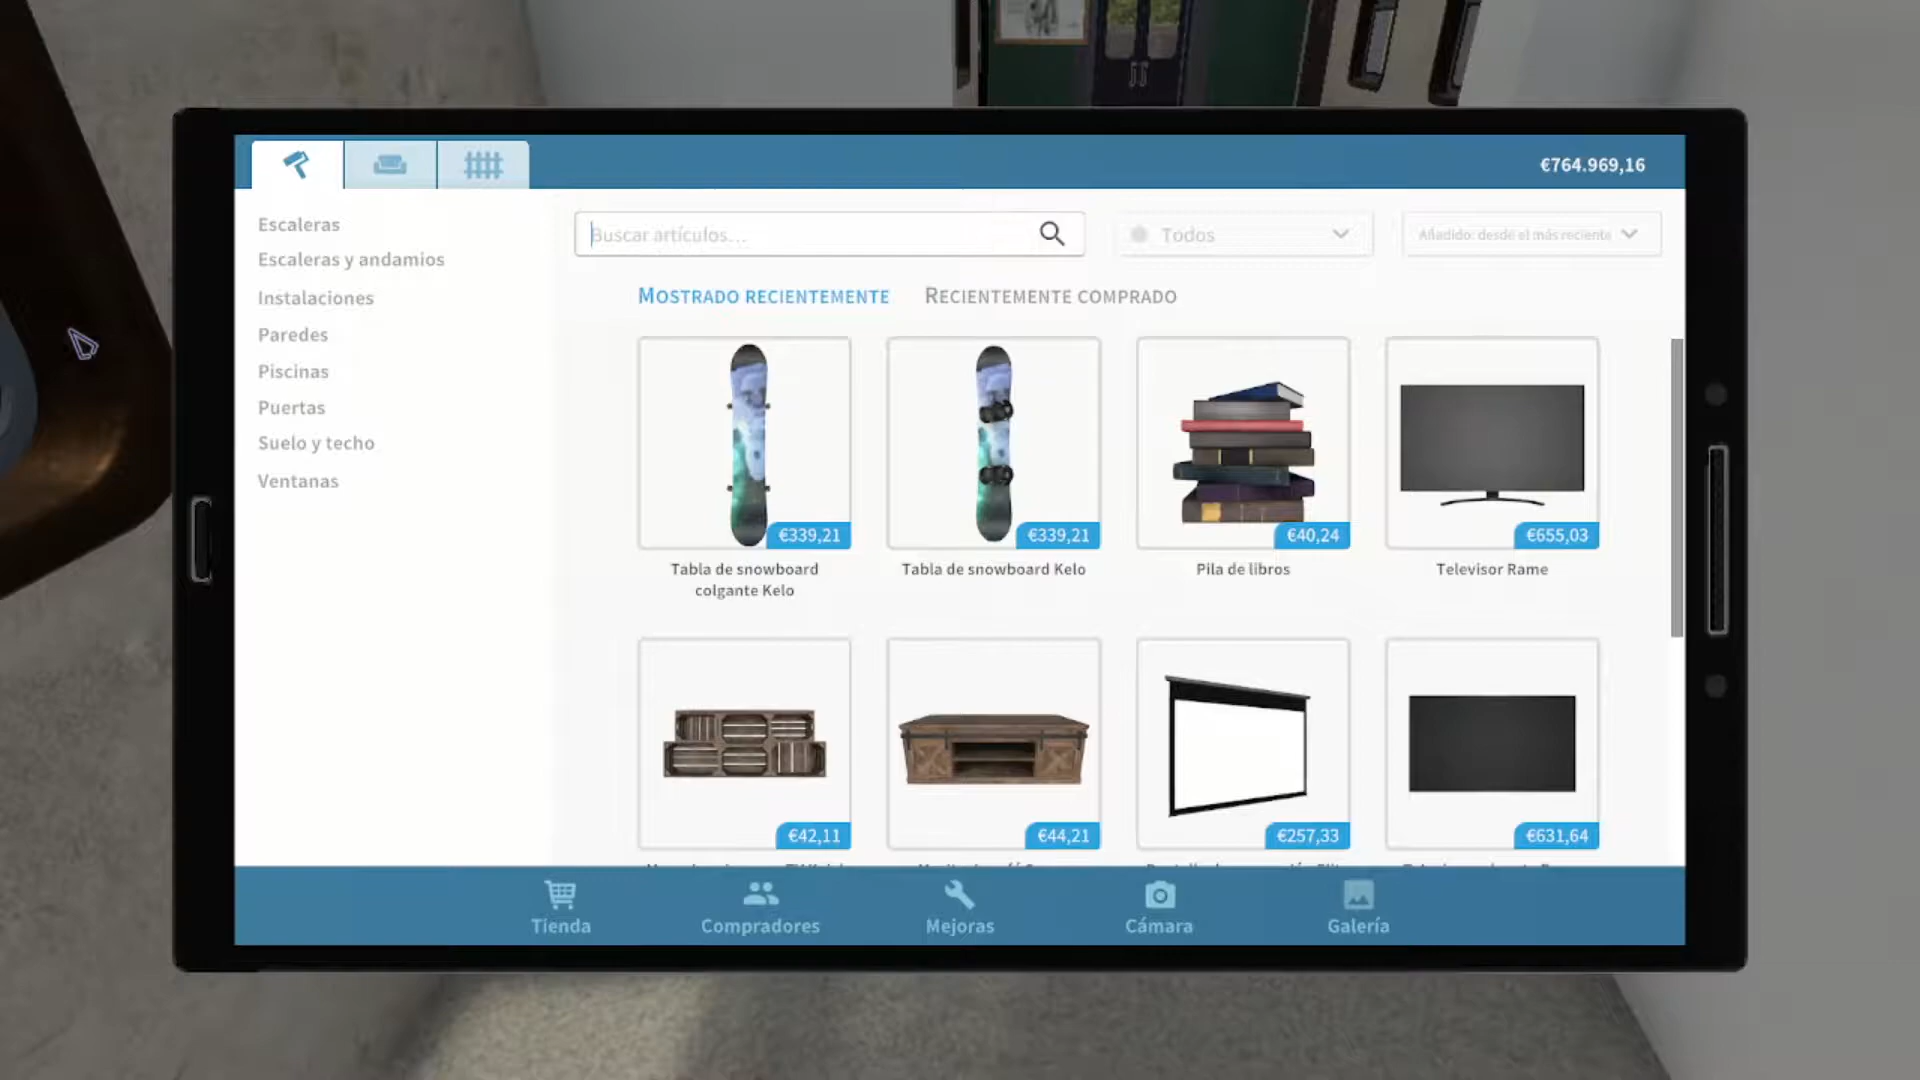 €764.969,16
Escaleras
Escaleras y andamios
Instalaciones
Paredes
Piscinas
Puertas
Suelo y techo
Ventanas
Buscar artículos...
Todos
Añadido: desde el más reciente
MOSTRADO RECIENTEMENTE
RECIENTEMENTE COMPRADO
€339,21
€339,21
€40,24
€655,03
Tabla de snowboard
colgante Kelo
Tabla de snowboard Kelo
Pila de libros
Televisor Rame
€42,11
€44,21
€257,33
€631,64
Tienda
Compradores
Mejoras
Cámara
Galería